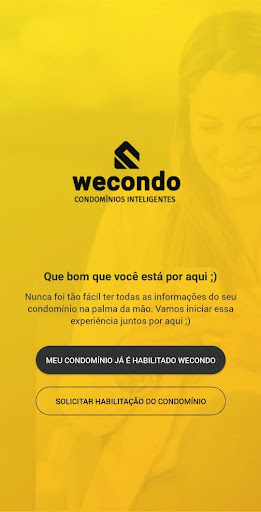 wecondo
CONDOMÍNIOS INTELIGENTES
Que bom que você está por aqui ;)
Nunca foi tão fácil ter todas as informações do seu
condomínio na palma da mão. Vamos iniciar essa
experiência juntos por aqui ;)
MEU CONDOMÍNIO JÁ É HABILITADO WECONDO
SOLICITAR HABILITAÇÃO DO CONDOMÍNIO